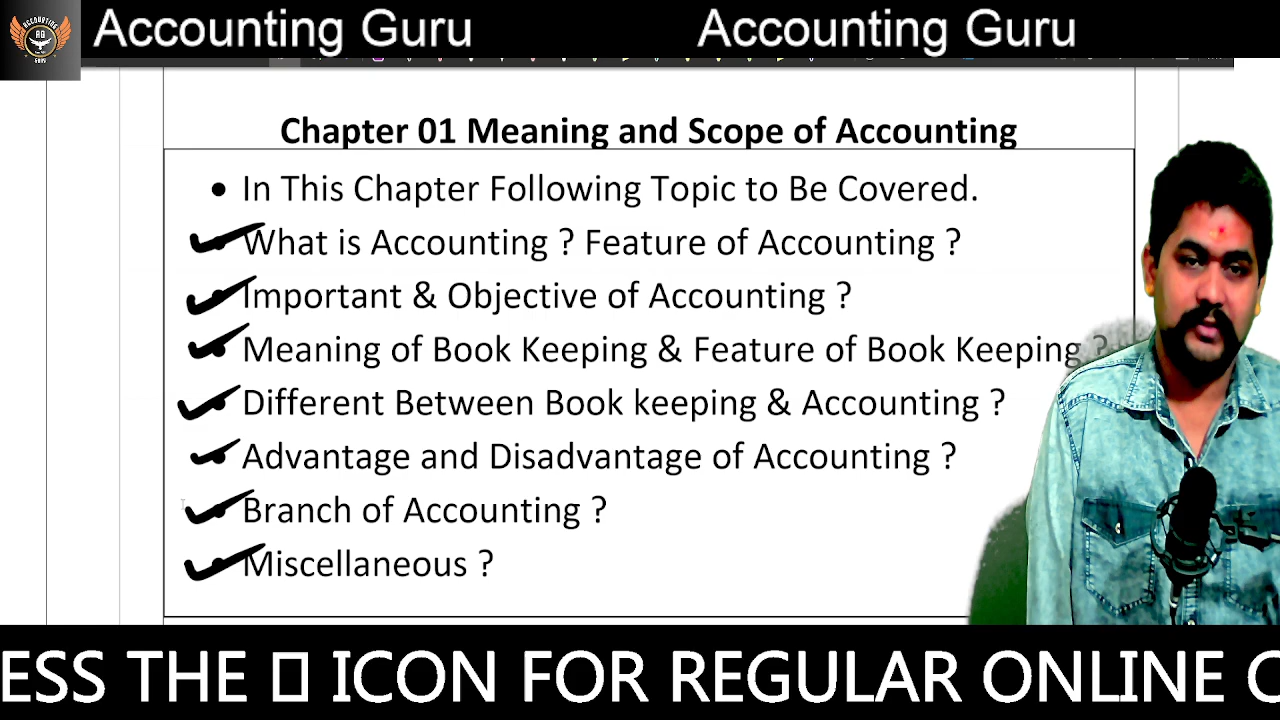 Accounting Guru
Accounting Guru
ACCOUNTING
AG
GURU
Chapter 01 Meaning and Scope of Accounting
• In This Chapter Following Topic to Be Covered.
• What is Accounting ? Feature of Accounting ?
• Important & Objective of Accounting ?
• Meaning of Book Keeping & Feature of Book Keeping ?
• Different Between Book keeping & Accounting ?
• Advantage and Disadvantage of Accounting ?
• Branch of Accounting ?
• Miscellaneous ?
ESS THE ▯ ICON FOR REGULAR ONLINE